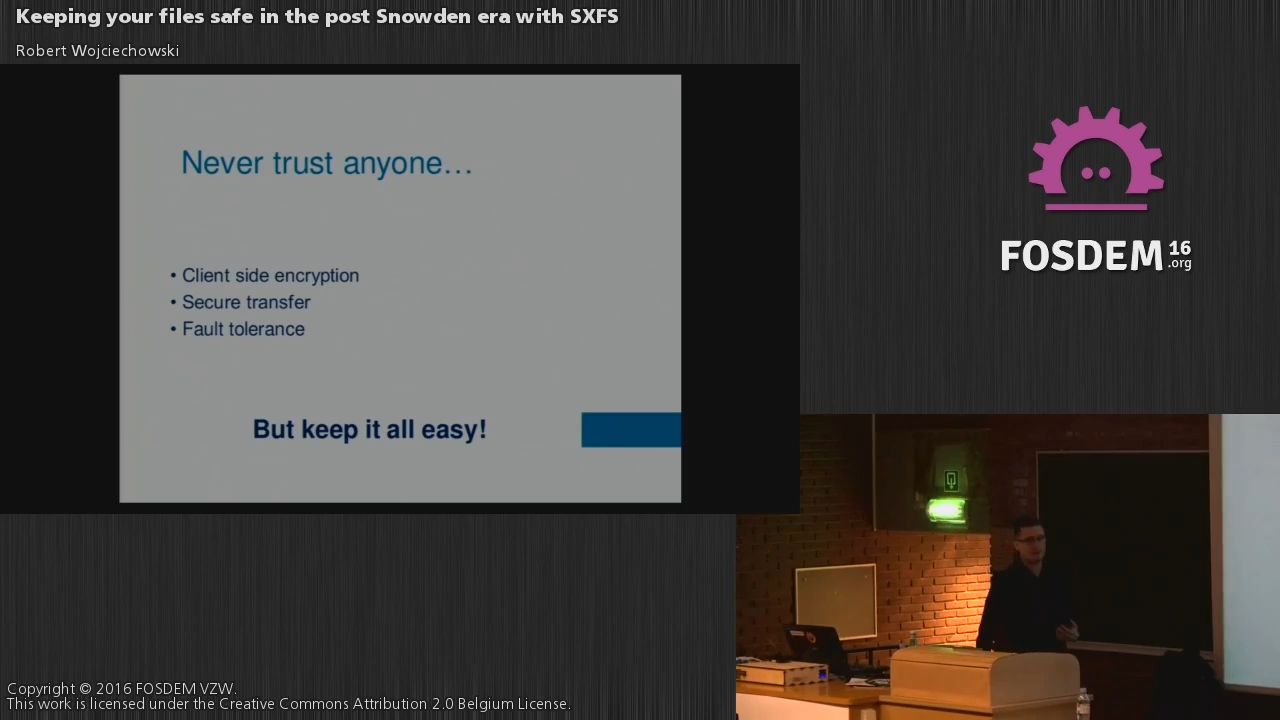 Keeping your files safe in the post Snowden era with SXFS
Robert Wojciechowski
Never trust anyone…
• Client side encryption
• Secure transfer
• Fault tolerance
But keep it all easy!
FOSDEM 16
.org
Copyright © 2016 FOSDEM VZW.
This work is licensed under the Creative Commons Attribution 2.0 Belgium License.